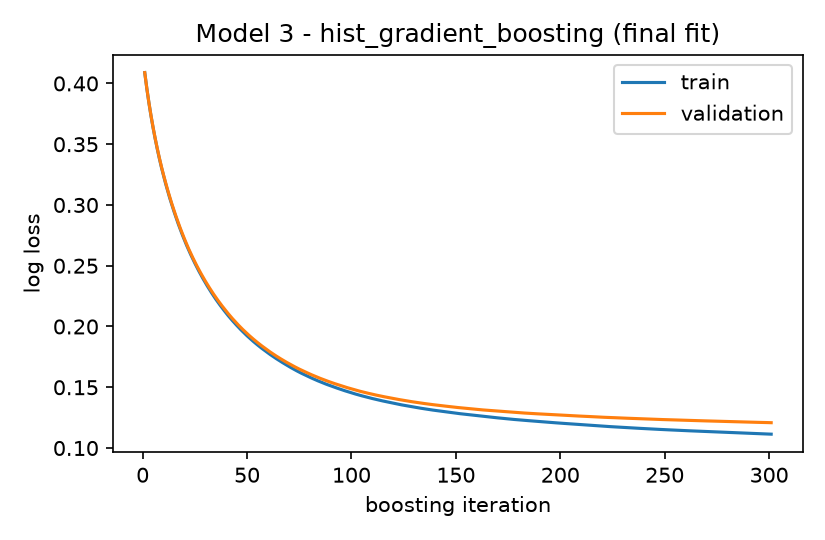 Model 3 - hist_gradient_boosting (final fit)
train
validation
0.40
0.35
0.30
0.25
0.20
0.15
0.10
log loss
0 50 100 150 200 250 300
boosting iteration